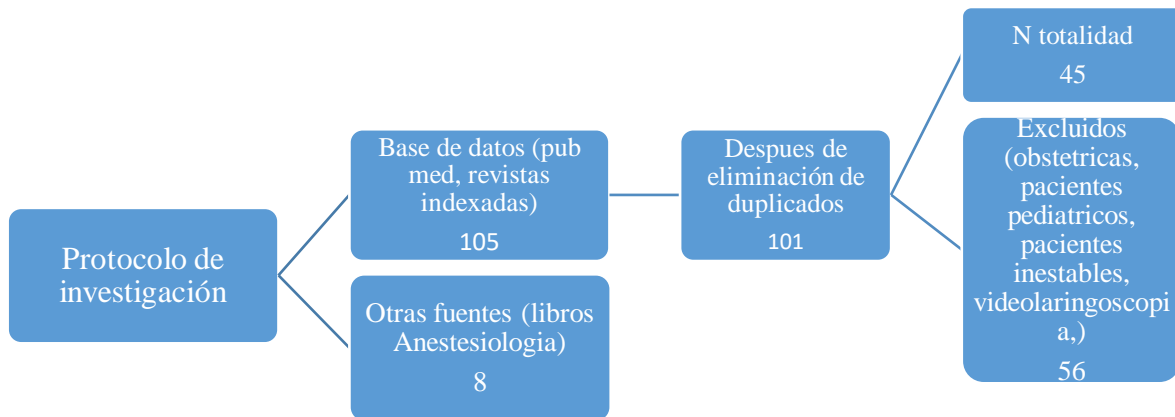 Protocolo de
investigación
Base de datos (pub
med, revistas
indexadas)
105
Otras fuentes (libros
Anestesiologia)
8
Despues de
eliminación de
duplicados
101
N totalidad
45
Excluidos
(obstetricas,
pacientes
pediatricos,
pacientes
inestables,
videolaringoscopi
a,)
56